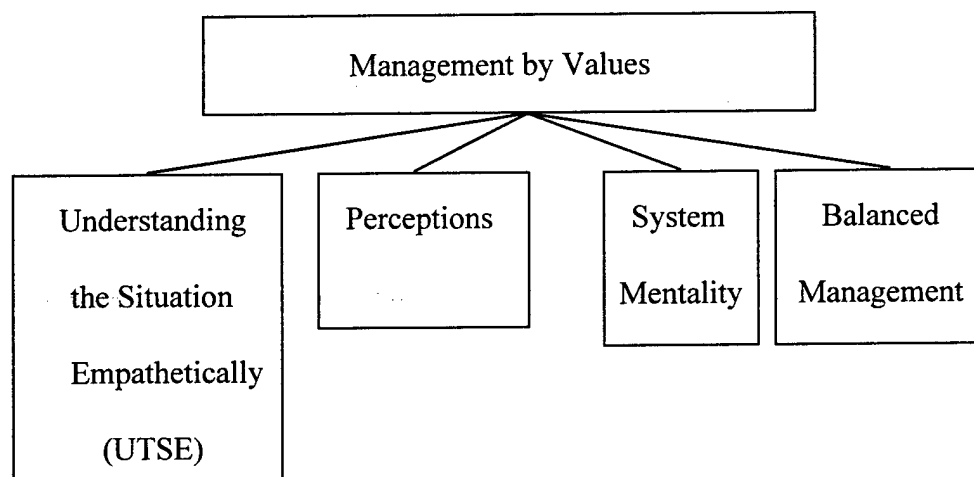 Management by Values
Understanding
the Situation
Empathetically
(UTSE)
Perceptions
System
Mentality
Balanced
Management